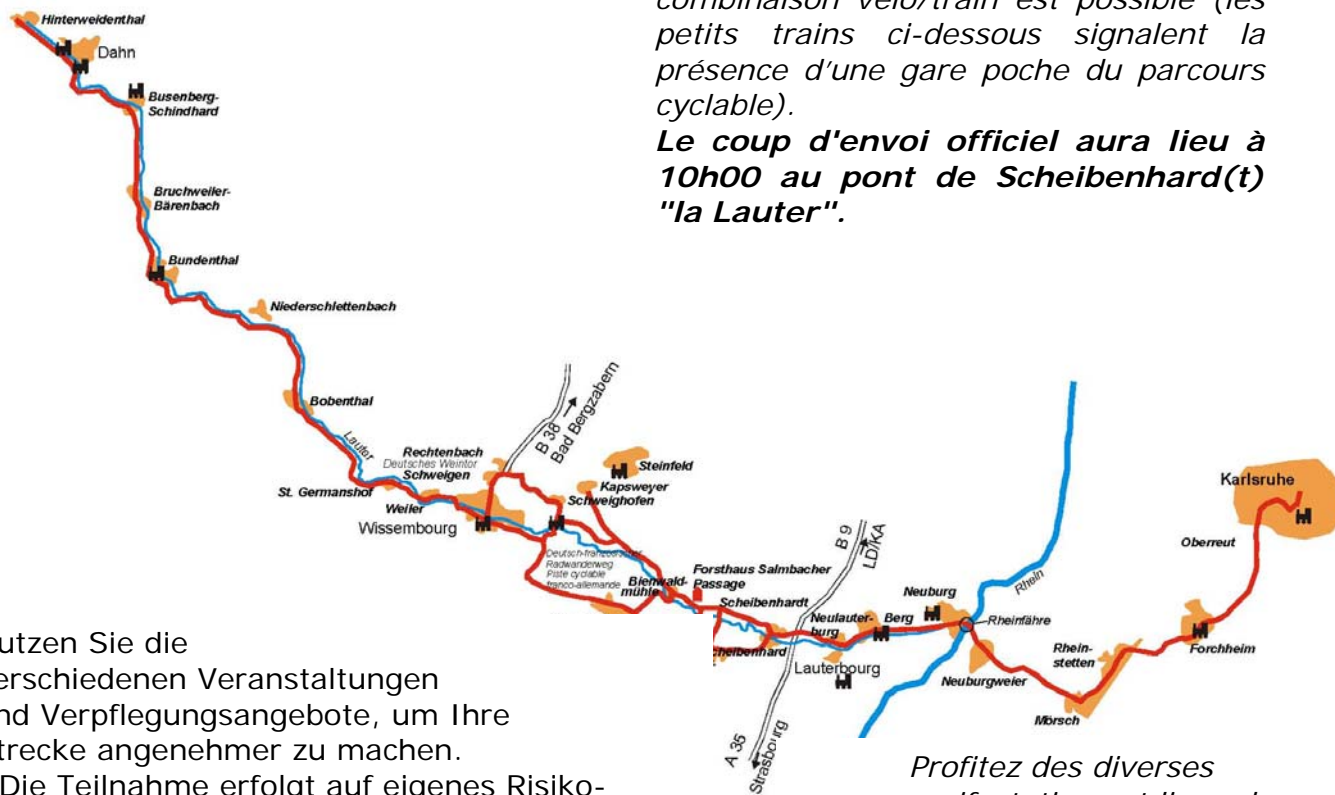 combinaison vélo/train est possible (les
petits trains ci-dessous signalent la
présence d'une gare poche du parcours
cyclable).
Le coup d'envoi officiel aura lieu à
10h00 au pont de Scheibenhard(t)
"la Lauter".
Hinterweidenthal
Dahn
Busenberg-
Schindhard
Bruchweiler-
Bärenbach
Bundenthal
Niederschlettenbach
Bobenthal
Lauter
B 38
Bad Bergzabern
Rechtenbach
Deutsches Weintor
Schweigen
St. Germanshof
Weiler
Wissembourg
Steinfeld
Kapsweyer
Schweighofen
Deutsch-französischer
Radwanderweg
Piste cyclable
franco-allemande
Bienwald-
mühle
Forsthaus Salmbacher
Passage
Scheibenhardt
cheibenhard
B 9
LD/KA
Neulauter-
burg
Berg
Lauterbourg
Neuburg
Rhein
Rheinfähre
Neuburgweier
Rhein-
stetten
Mörsch
Forchheim
Oberreut
Karlsruhe
A 35
Strasbourg
utzen Sie die
erschiedenen Veranstaltungen
nd Verpflegungsangebote, um Ihre
trecke angenehmer zu machen.
Die Teilnahme erfolgt auf eigenes Risiko-
Profitez des diverses